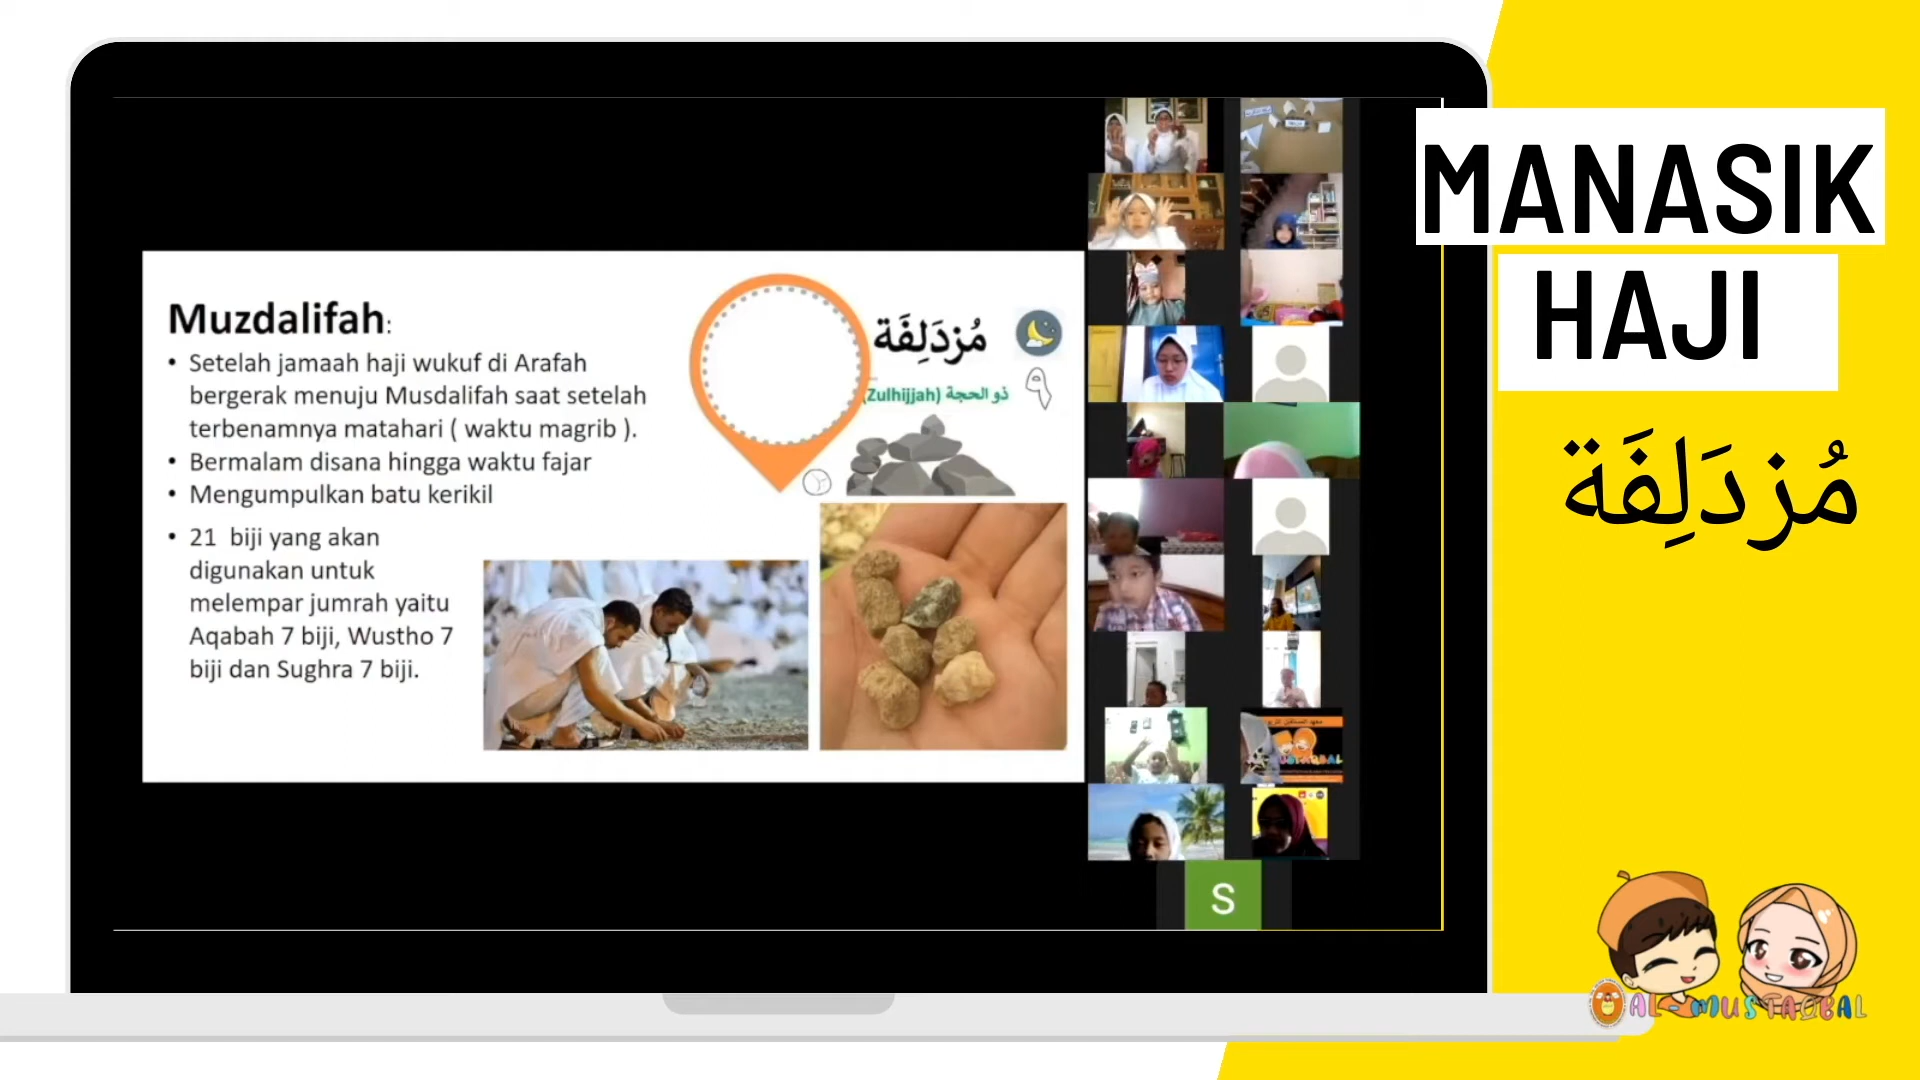 MANASIK
HAJI
مُزدَلِفَة
Muzdalifah:
• Setelah jamaah haji wukuf di Arafah
bergerak menuju Musdalifah saat setelah
terbenamnya matahari ( waktu magrib ).
• Bermalam disana hingga waktu fajar
• Mengumpulkan batu kerikil
• 21 biji yang akan
digunakan untuk
melempar jumrah yaitu
Aqabah 7 biji, Wustho 7
biji dan Sughra 7 biji.
مُزدَلِفَة
٩
(Zulhijjah) ذو الحجة
S
AL-MUSTAQBAL